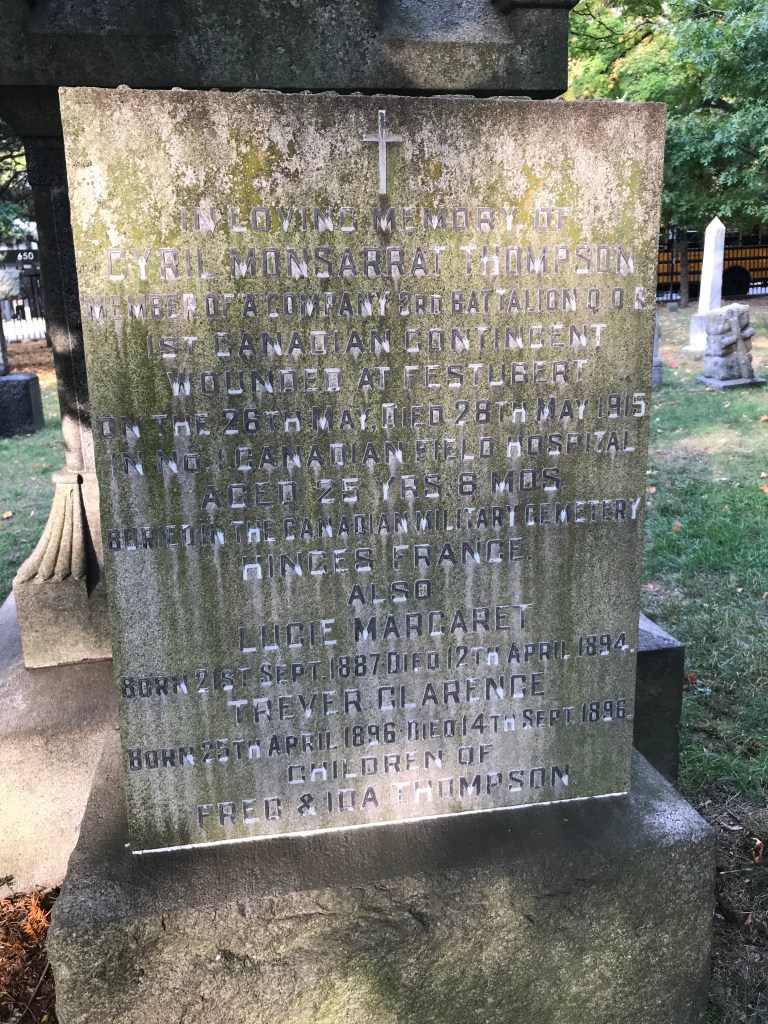 IN LOVING MEMORY OF
CYRIL MONSARRAT THOMPSON
MEMBER OF A COMPANY 3RD BATTALION Q O R
1ST CANADIAN CONTINGENT
WOUNDED AT FESTUBERT
ON THE 26TH MAY, DIED 28TH MAY 1915
IN NO. 1 CANADIAN FIELD HOSPITAL
AGED 25 YRS 8 MOS
BURIED IN THE CANADIAN MILITARY CEMETERY
HINGES FRANCE.
ALSO
LUCIE MARGARET
BORN 21ST SEPT. 1887 DIED 12TH APRIL 1894.
TREVER CLARENCE
BORN 25TH APRIL 1896 DIED 14TH SEPT. 1896.
CHILDREN OF
FRED & IDA THOMPSON
650